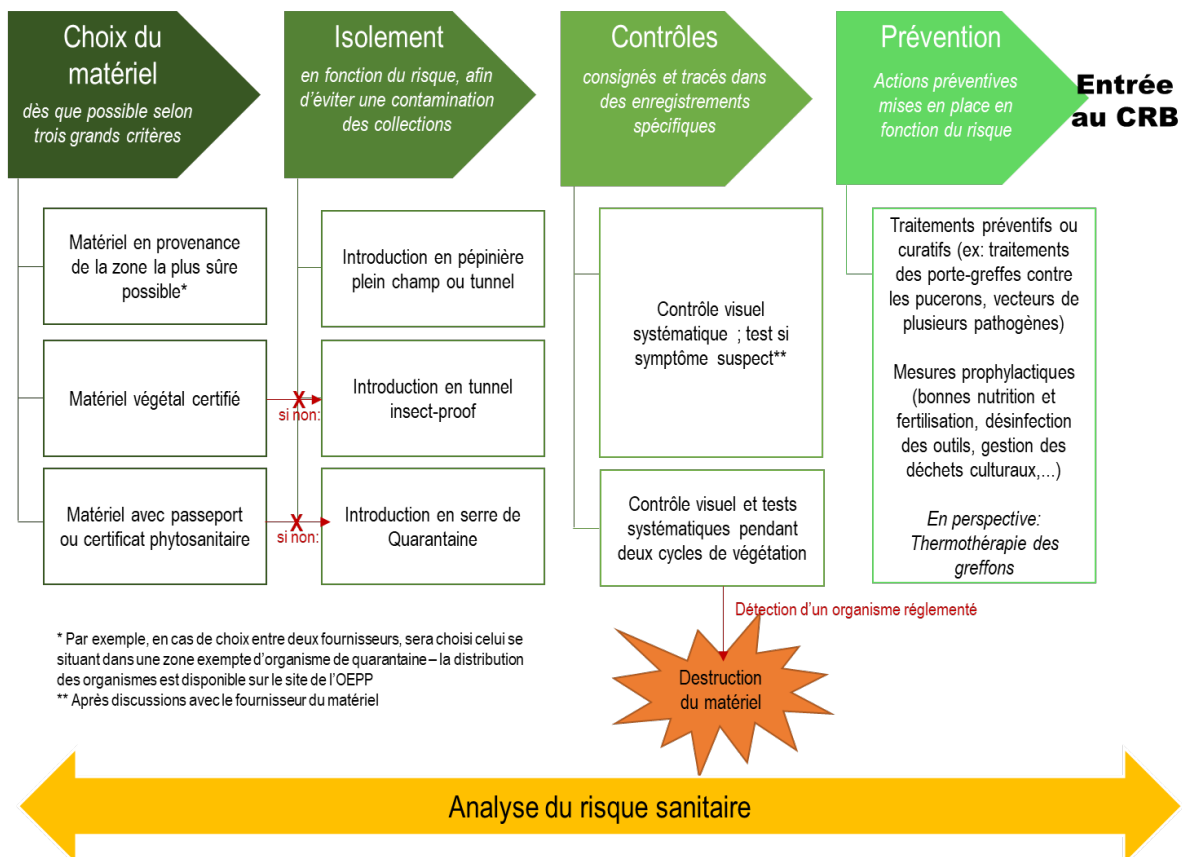 Choix du
matériel
dès que possible selon
trois grands critères
Isolement
en fonction du risque, afin
d'éviter une contamination
des collections
Contrôles
consignés et tracés dans
des enregistrements
spécifiques
Prévention
Actions préventives
mises en place en
fonction du risque
Entrée
au CRB
Matériel en provenance
de la zone la plus sûre
possible*
Matériel végétal certifié
Matériel avec passeport
ou certificat phytosanitaire
X
si non:
X
si non:
Introduction en pépinière
plein champ ou tunnel
Introduction en tunnel
insect-proof
Introduction en serre de
Quarantaine
Contrôle visuel
systématique ; test si
symptôme suspect**
Contrôle visuel et tests
systématiques pendant
deux cycles de végétation
Traitements préventifs ou
curatifs (ex: traitements
des porte-greffes contre
les pucerons, vecteurs de
plusieurs pathogènes)
Mesures prophylactiques
(bonnes nutrition et
fertilisation, désinfection
des outils, gestion des
déchets culturaux,...)
En perspective:
Thermothérapie des
greffons
Détection d'un organisme réglementé
Destruction
du matériel
* Par exemple, en cas de choix entre deux fournisseurs, sera choisi celui se
situant dans une zone exempte d'organisme de quarantaine – la distribution
des organismes est disponible sur le site de l'OEPP
** Après discussions avec le fournisseur du matériel
Analyse du risque sanitaire